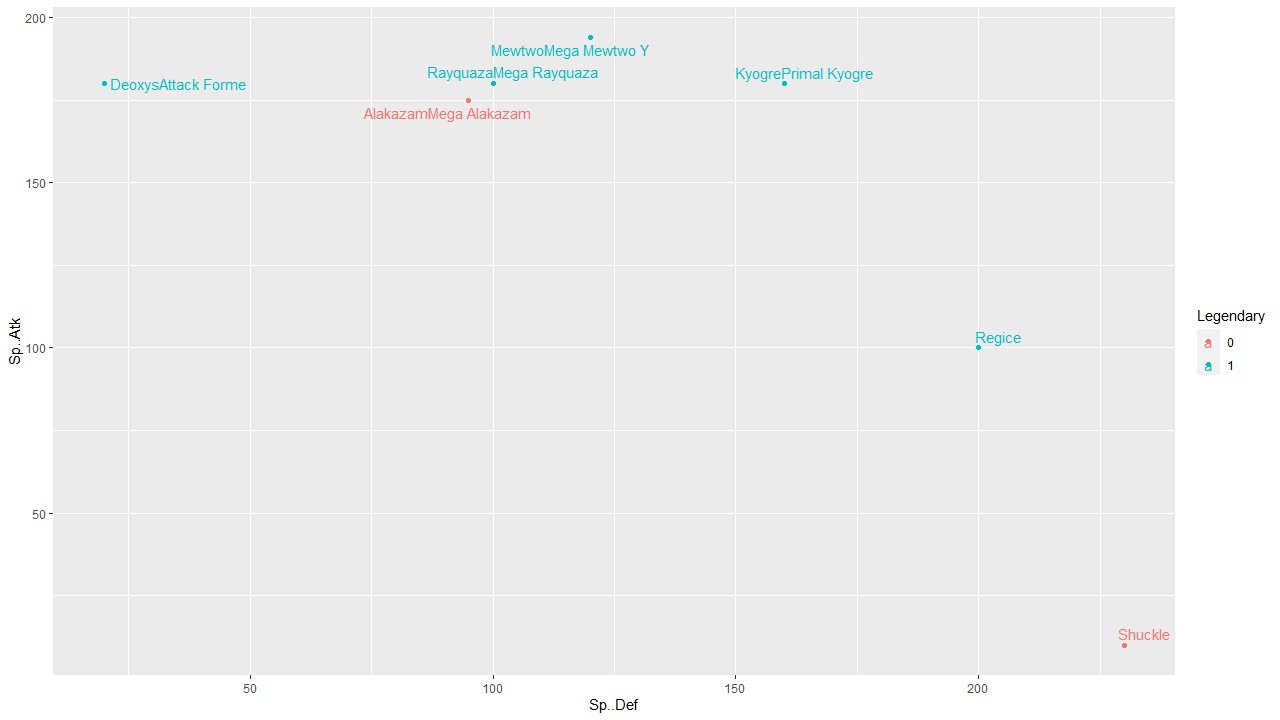 200
MewtwoMega Mewtwo Y
RayquazaMega Rayquaza
KyogrePrimal Kyogre
DeoxysAttack Forme
AlakazamMega Alakazam
150
Legendary
a 0
a 1
Sp..Atk
100
Regice
50
Shuckle
50 100 150 200
Sp..Def